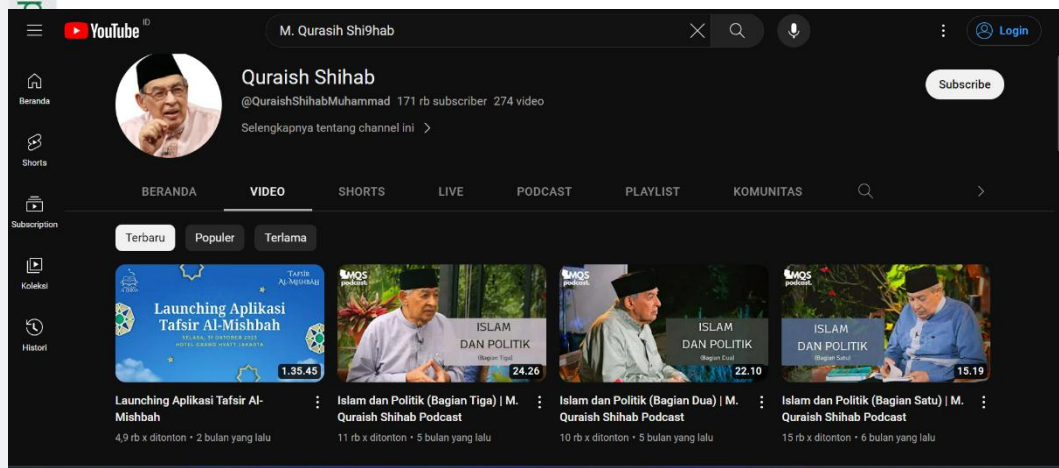 YouTube ID
M. Qurasih Shi9hab
Login
Beranda
Shorts
Subscription
Koleksi
Histori
Quraish Shihab
@QuraishShihabMuhammad 171 rb subscriber 274 video
Selengkapnya tentang channel ini
Subscribe
BERANDA VIDEO SHORTS LIVE PODCAST PLAYLIST KOMUNITAS
Terbaru Populer Terlama
TAFSIR
AL-MISHBAH
Launching Aplikasi
Tafsir Al-Mishbah
SELASA, 31 OKTOBER 2023
HOTEL GRAND HYATT JAKARTA
1.35.45
Launching Aplikasi Tafsir Al-
Mishbah
4,9 rb x ditonton • 2 bulan yang lalu
MQS
podcast.
ISLAM
DAN POLITIK
(Bagian Tiga)
24.26
Islam dan Politik (Bagian Tiga) | M.
Quraish Shihab Podcast
11 rb x ditonton • 5 bulan yang lalu
MQS
podcast.
ISLAM
DAN POLITIK
(Bagian Dua)
22.10
Islam dan Politik (Bagian Dua) | M.
Quraish Shihab Podcast
10 rb x ditonton • 5 bulan yang lalu
MQS
podcast.
ISLAM
DAN POLITIK
(Bagian Satu)
15.19
Islam dan Politik (Bagian Satu) | M.
Quraish Shihab Podcast
15 rb x ditonton • 6 bulan yang lalu